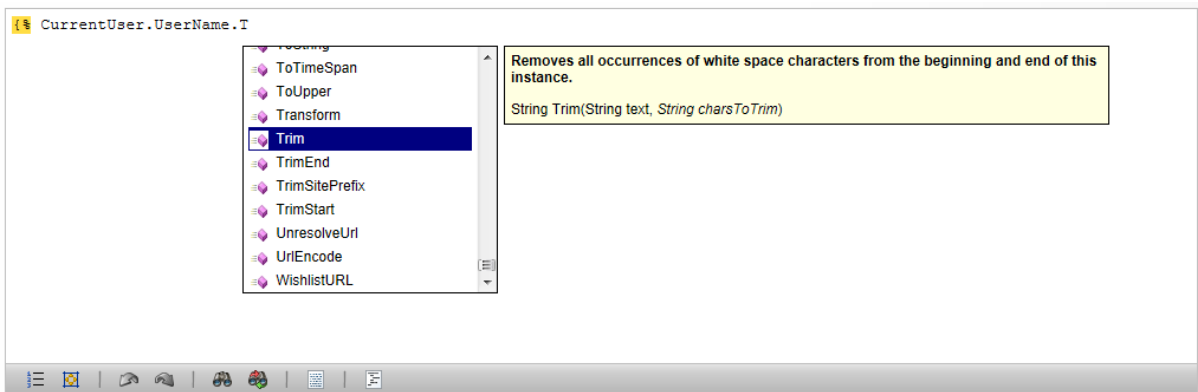 {% CurrentUser.UserName.T
ToString
ToTimeSpan
ToUpper
Transform
Trim
TrimEnd
TrimSitePrefix
TrimStart
UnresolveUrl
UrlEncode
WishlistURL
Removes all occurrences of white space characters from the beginning and end of this
instance.
String Trim(String text, String charsToTrim)